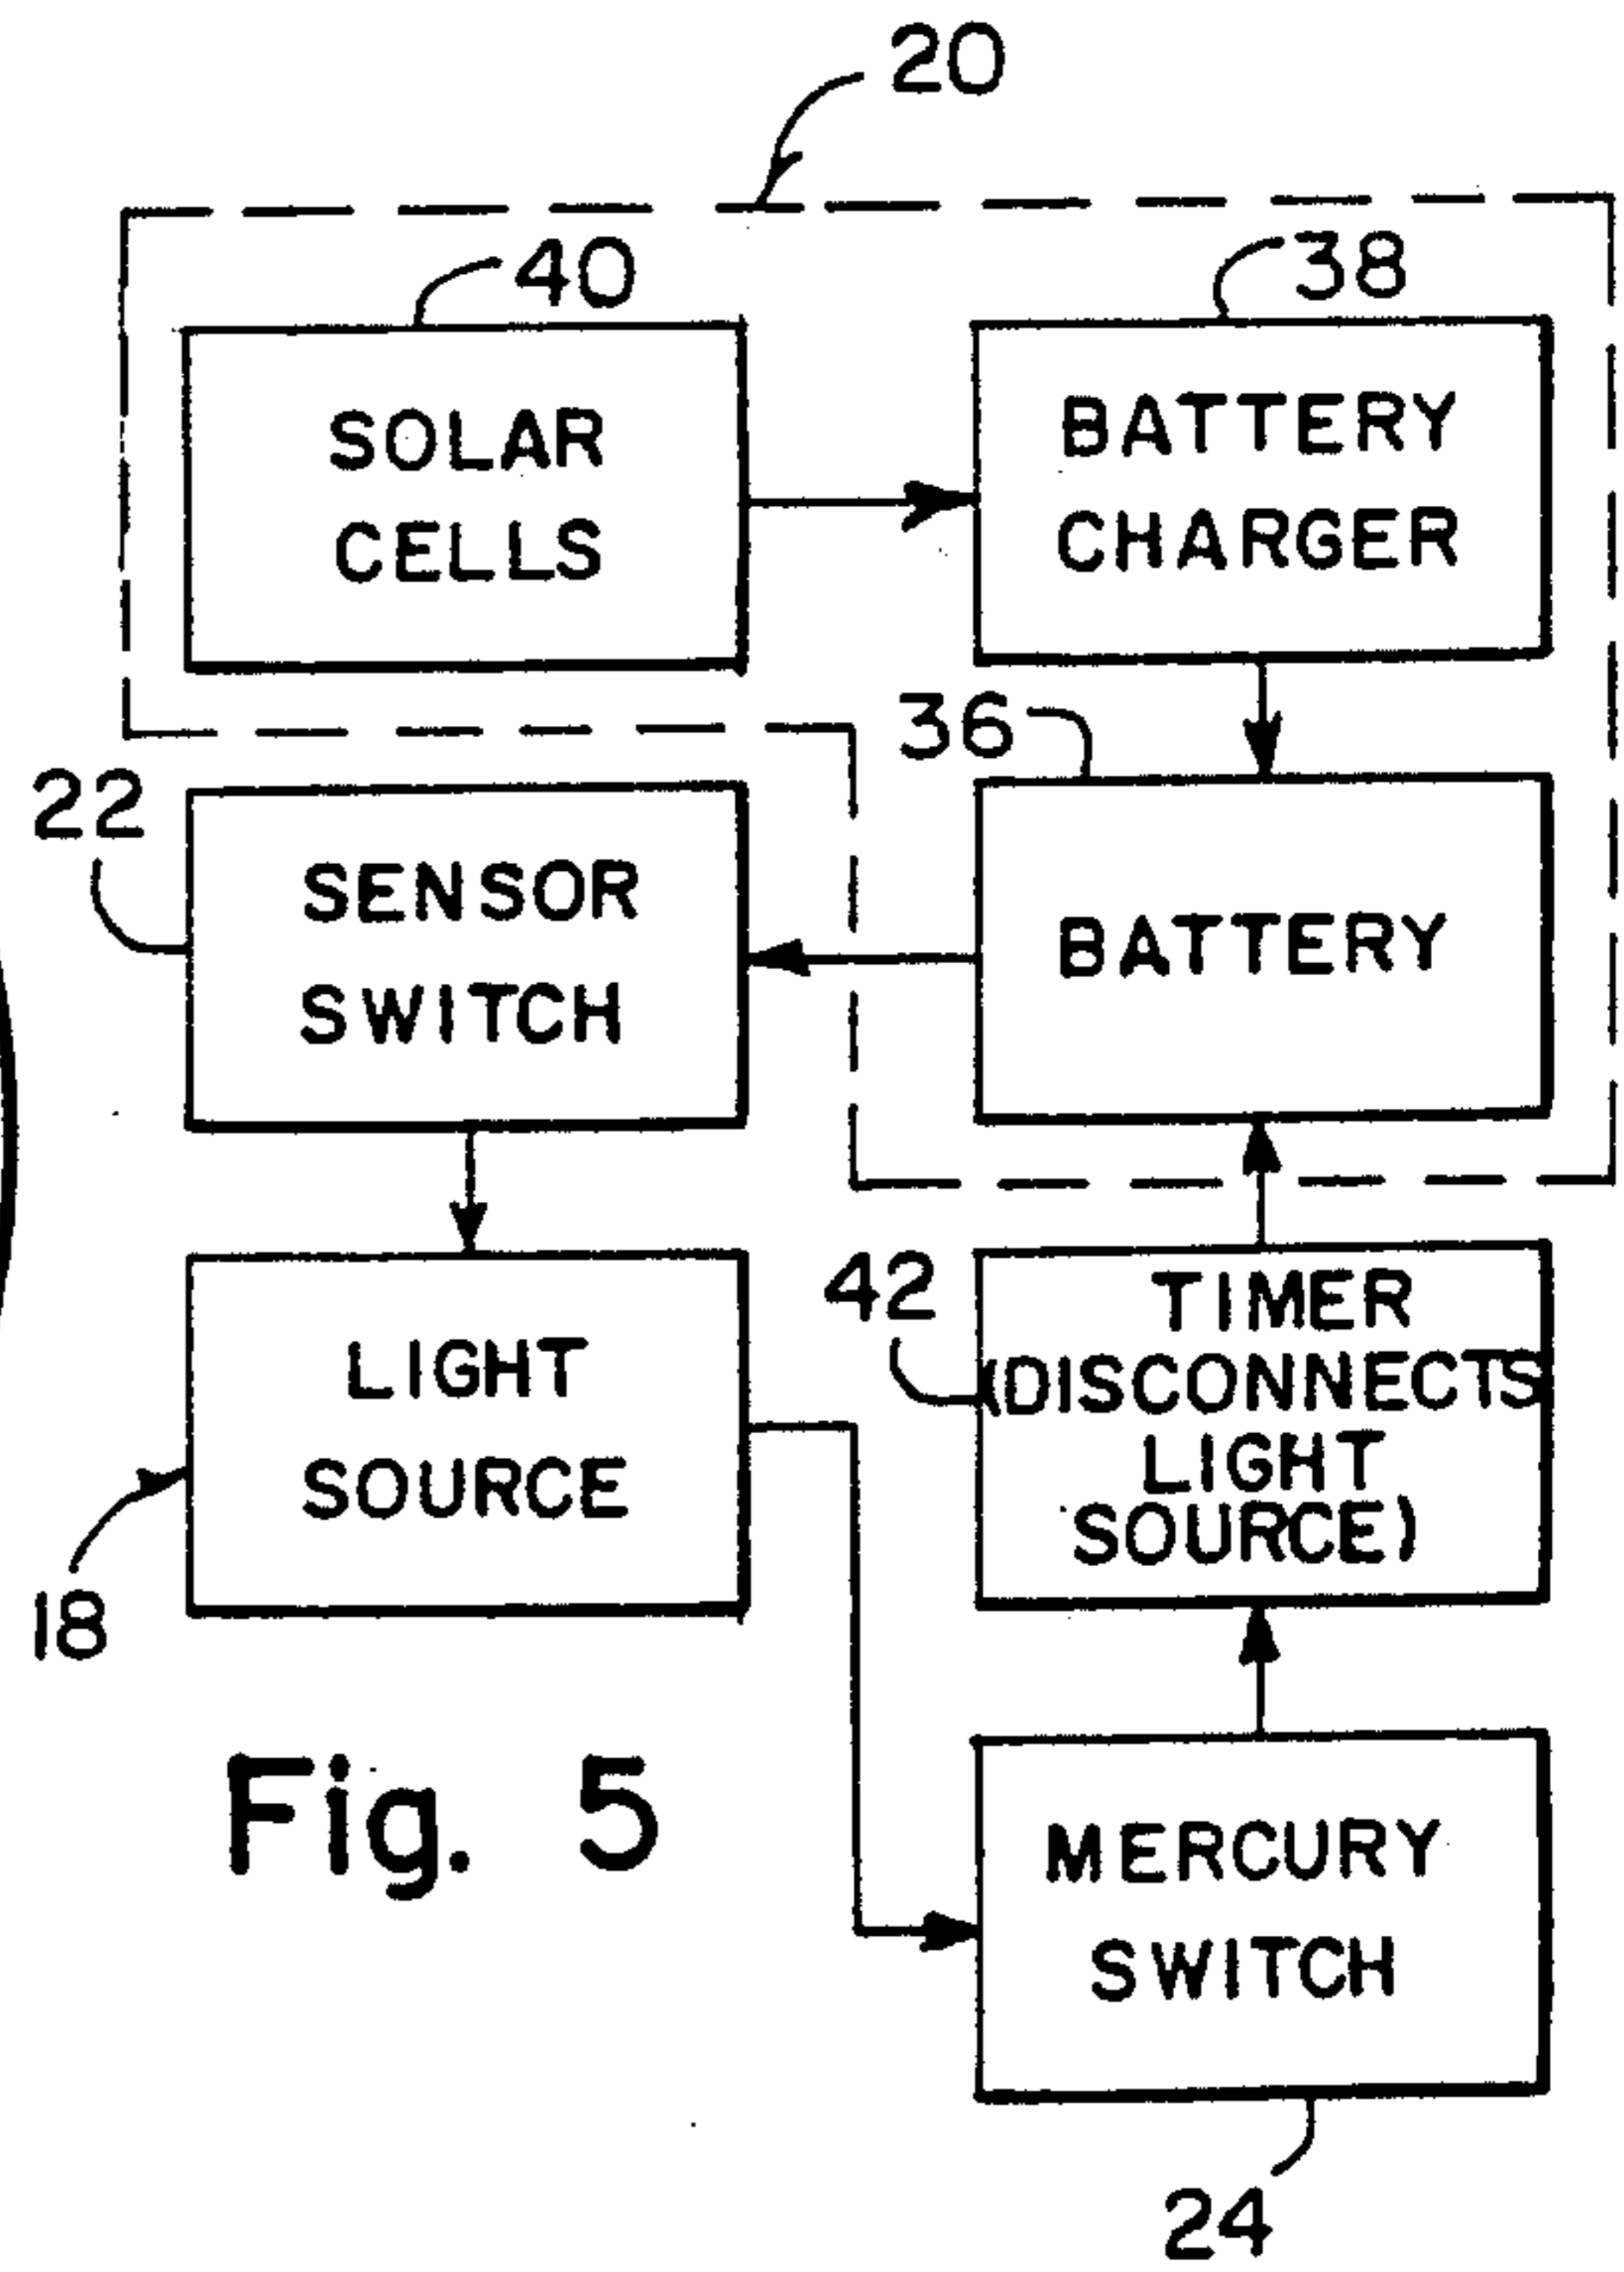 20
40
38
SOLAR
CELLS
BATTERY
CHARGER
36
22
SENSOR
SWITCH
BATTERY
42
LIGHT
SOURCE
TIMER
(DISCONNECTS
LIGHT
SOURCE)
18
Fig. 5
MERCURY
SWITCH
24